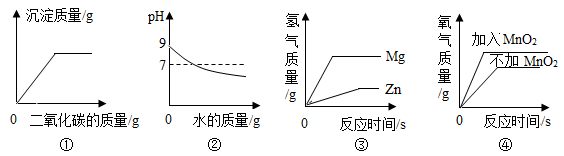 沉淀质量/g
0
二氧化碳的质量/g
①
pH
9
7
0
水的质量/g
②
氢气质量/g
Mg
Zn
0
反应时间/s
③
氧气质量/g
加入MnO₂
不加MnO₂
0
反应时间/s
④